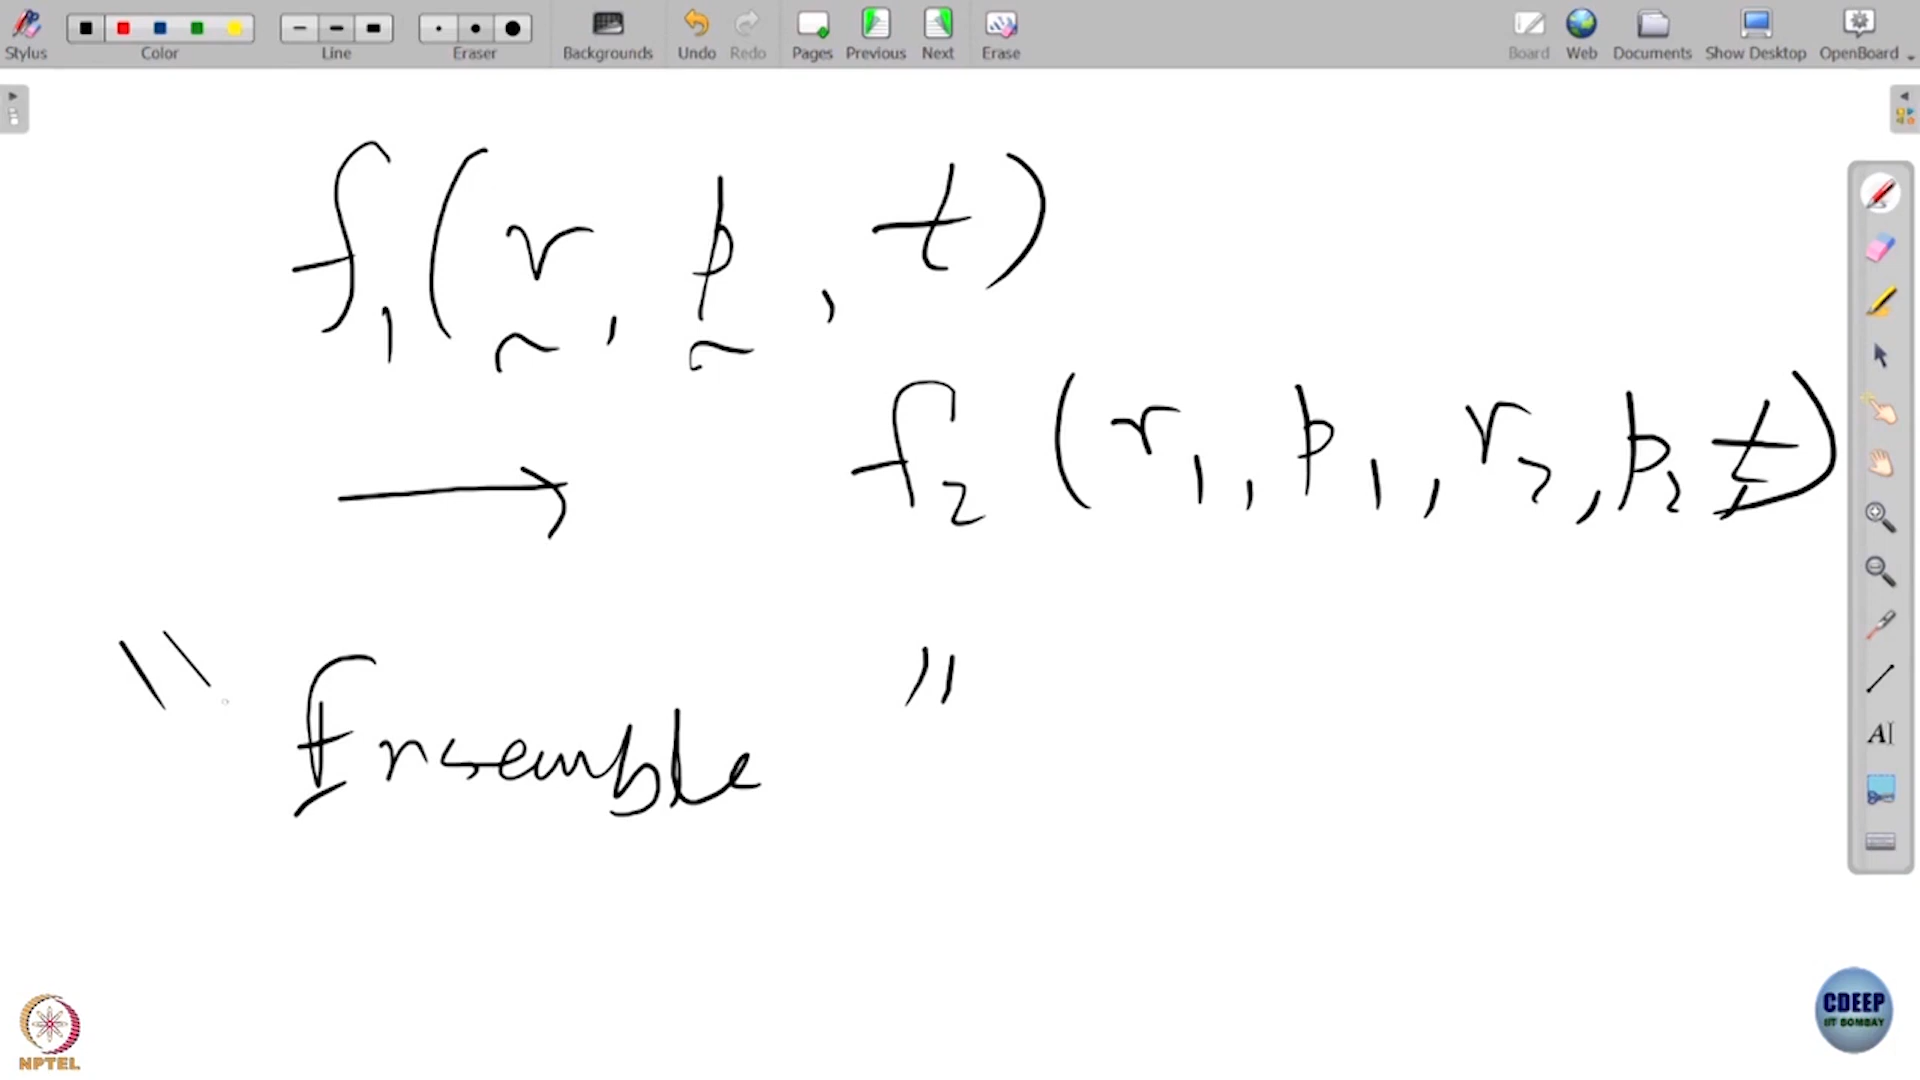 Stylus Color Line Eraser Backgrounds Undo Redo Pages Previous Next Erase Board Web Documents Show Desktop OpenBoard
f₁(r, p, t)
→ f₂(r₁, p₁, r₂, p₂ t)
"Ensemble"
AI
NPTEL
CDEEP
IIT BOMBAY